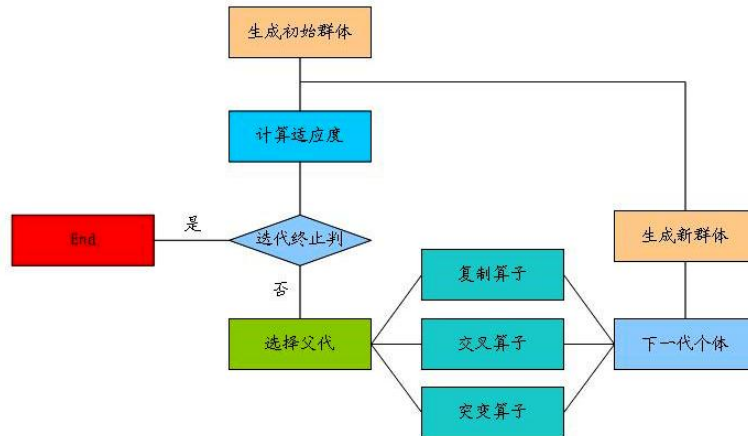 生成初始群体
计算适应度
是
End
迭代终止判
生成新群体
否
复制算子
选择父代
交叉算子
下一代个体
突变算子